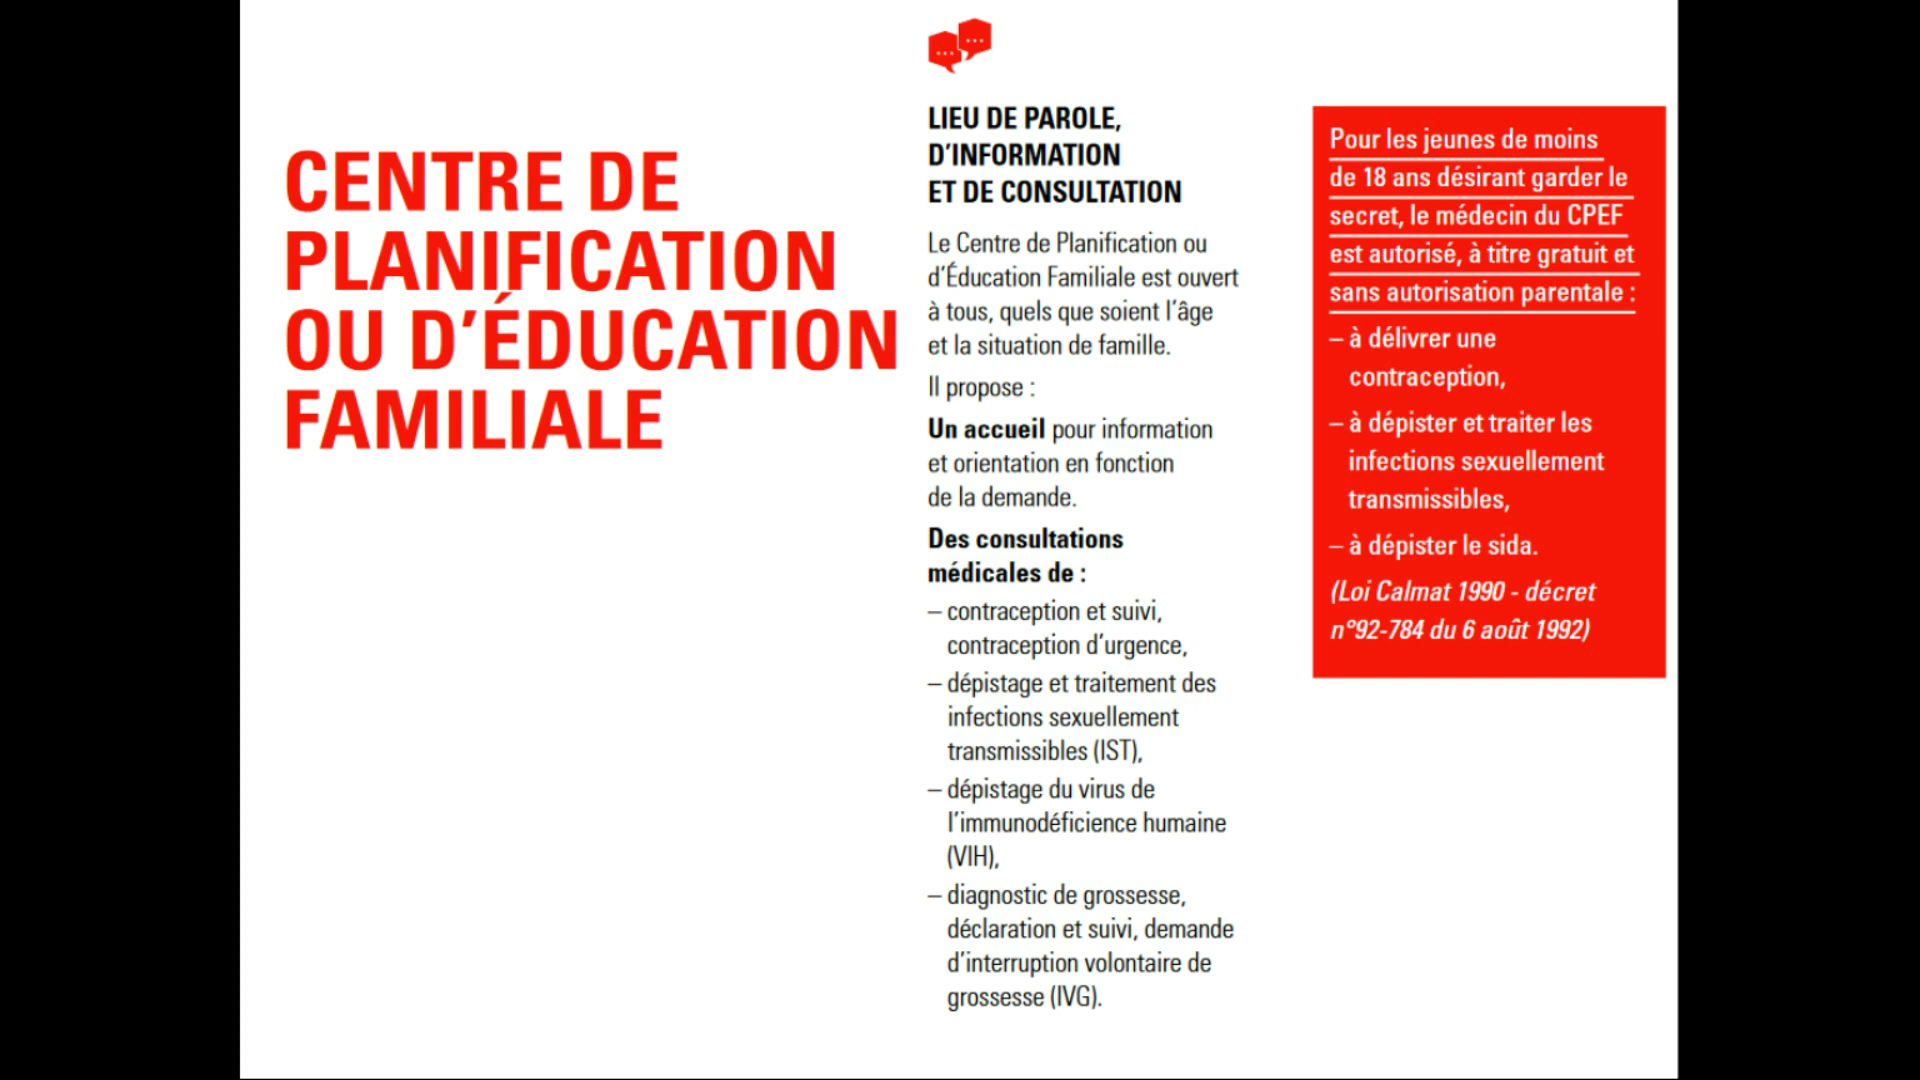 CENTRE DE
PLANIFICATION
OU D’ÉDUCATION
FAMILIALE
LIEU DE PAROLE,
D’INFORMATION
ET DE CONSULTATION
Le Centre de Planification ou
d’Éducation Familiale est ouvert
à tous, quels que soient l’âge
et la situation de famille.
Il propose :
Un accueil pour information
et orientation en fonction
de la demande.
Des consultations
médicales de :
– contraception et suivi,
contraception d’urgence,
– dépistage et traitement des
infections sexuellement
transmissibles (IST),
– dépistage du virus de
l’immunodéficience humaine
(VIH),
– diagnostic de grossesse,
déclaration et suivi, demande
d’interruption volontaire de
grossesse (IVG).
Pour les jeunes de moins
de 18 ans désirant garder le
secret, le médecin du CPEF
est autorisé, à titre gratuit et
sans autorisation parentale :
– à délivrer une
contraception,
– à dépister et traiter les
infections sexuellement
transmissibles,
– à dépister le sida.
(Loi Calmat 1990 - décret
n°92-784 du 6 août 1992)